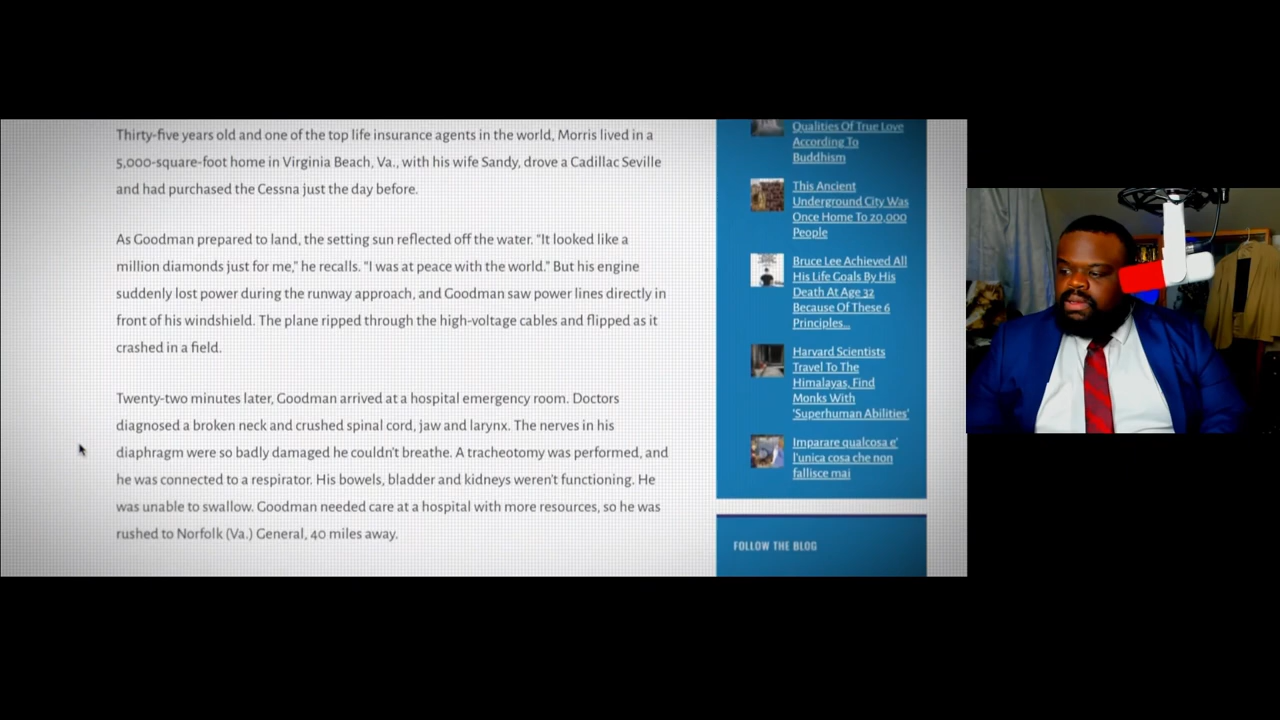 Thirty-five years old and one of the top life insurance agents in the world, Morris lived in a
5,000-square-foot home in Virginia Beach, Va., with his wife Sandy, drove a Cadillac Seville
and had purchased the Cessna just the day before.
As Goodman prepared to land, the setting sun reflected off the water. “It looked like a
million diamonds just for me,” he recalls. “I was at peace with the world.” But his engine
suddenly lost power during the runway approach, and Goodman saw power lines directly in
front of his windshield. The plane ripped through the high-voltage cables and flipped as it
crashed in a field.
Twenty-two minutes later, Goodman arrived at a hospital emergency room. Doctors
diagnosed a broken neck and crushed spinal cord, jaw and larynx. The nerves in his
diaphragm were so badly damaged he couldn’t breathe. A tracheotomy was performed, and
he was connected to a respirator. His bowels, bladder and kidneys weren’t functioning. He
was unable to swallow. Goodman needed care at a hospital with more resources, so he was
rushed to Norfolk (Va.) General, 40 miles away.
Qualities Of True Love
According To
Buddhism
This Ancient
Underground City Was
Once Home To 20,000
People
Bruce Lee Achieved All
His Life Goals By His
Death At Age 32
Because Of These 6
Principles...
Harvard Scientists
Travel To The
Himalayas, Find
Monks With
'Superhuman Abilities'
Imparare qualcosa e'
l'unica cosa che non
fallisce mai
FOLLOW THE BLOG